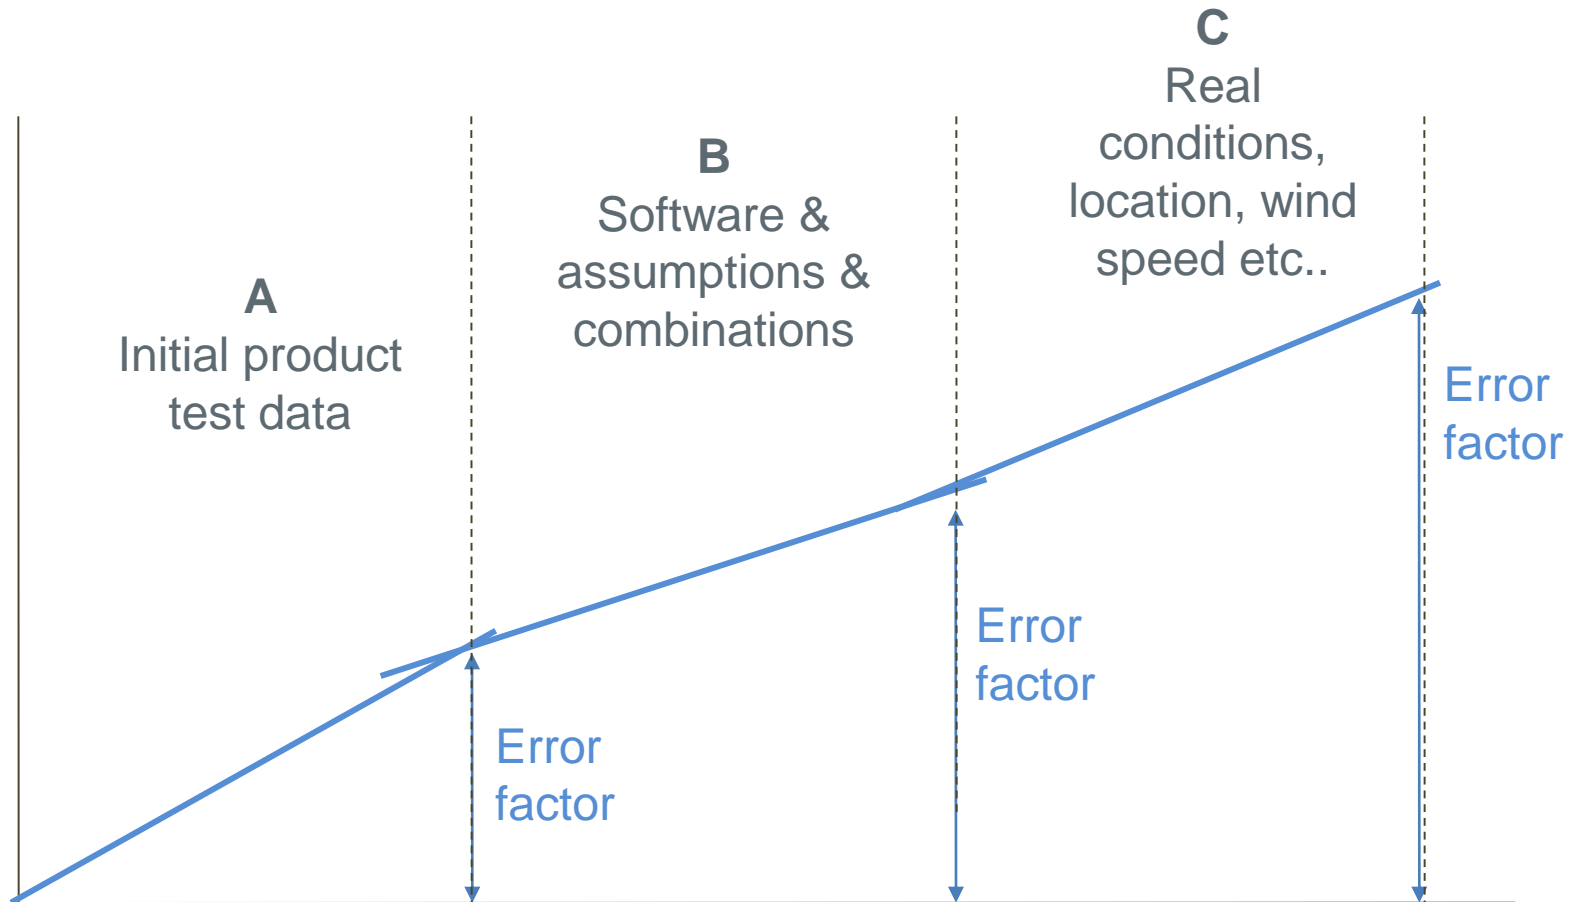 A
Initial product
test data
B
Software &
assumptions &
combinations
C
Real
conditions,
location, wind
speed etc..
Error
factor
Error
factor
Error
factor